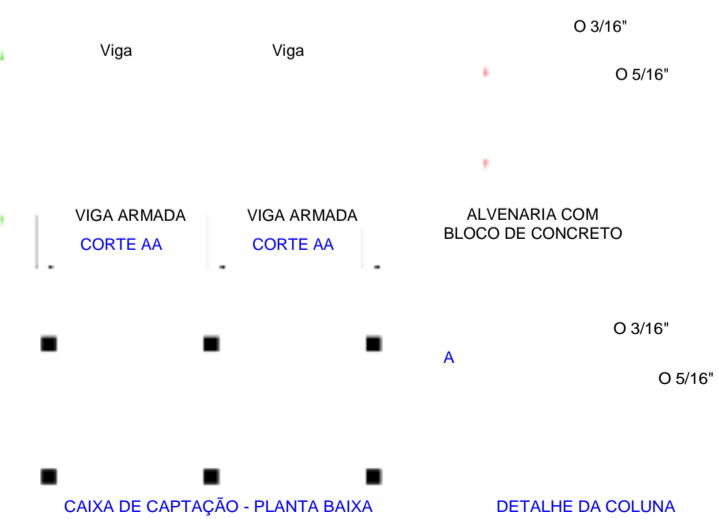 O 3/16"
Viga
Viga
O 5/16"
VIGA ARMADA
VIGA ARMADA
ALVENARIA COM
BLOCO DE CONCRETO
CORTE AA
CORTE AA
O 3/16"
A
O 5/16"
CAIXA DE CAPTAÇÃO - PLANTA BAIXA
DETALHE DA COLUNA